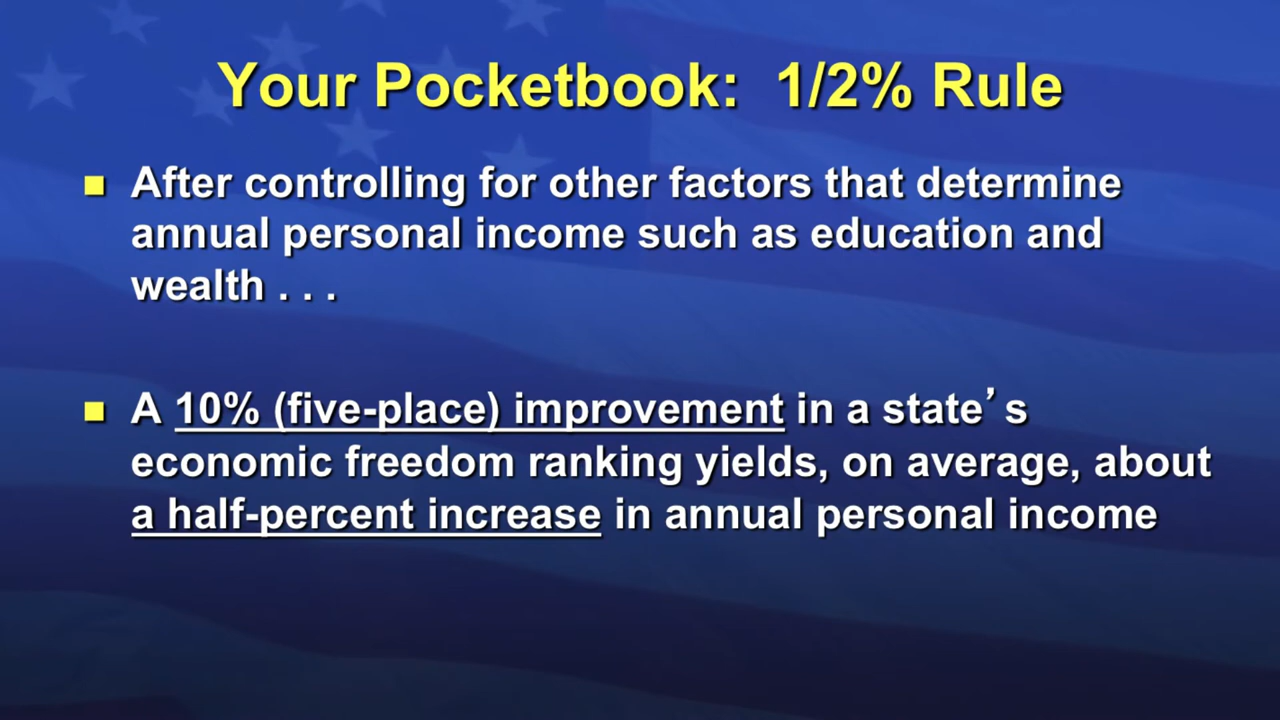 Your Pocketbook:  1/2% Rule
After controlling for other factors that determine
annual personal income such as education and
wealth . . .
A 10% (five-place) improvement in a state’s
economic freedom ranking yields, on average, about
a half-percent increase in annual personal income